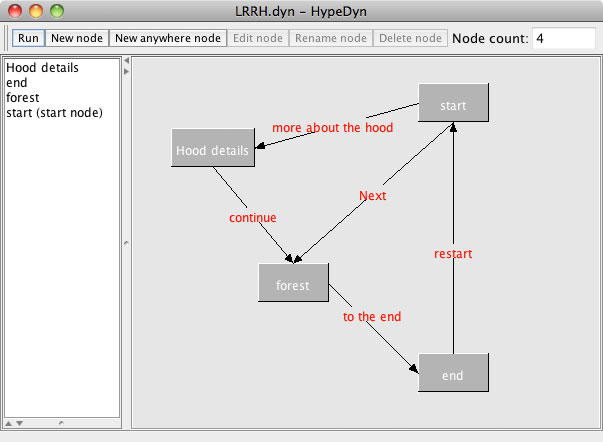 LRRH.dyn – HypeDyn
Run New node New anywhere node Edit node Rename node Delete node Node count: 4
Hood details
end
forest
start (start node)
start
more about the hood
Hood details
Next
continue
restart
forest
to the end
end